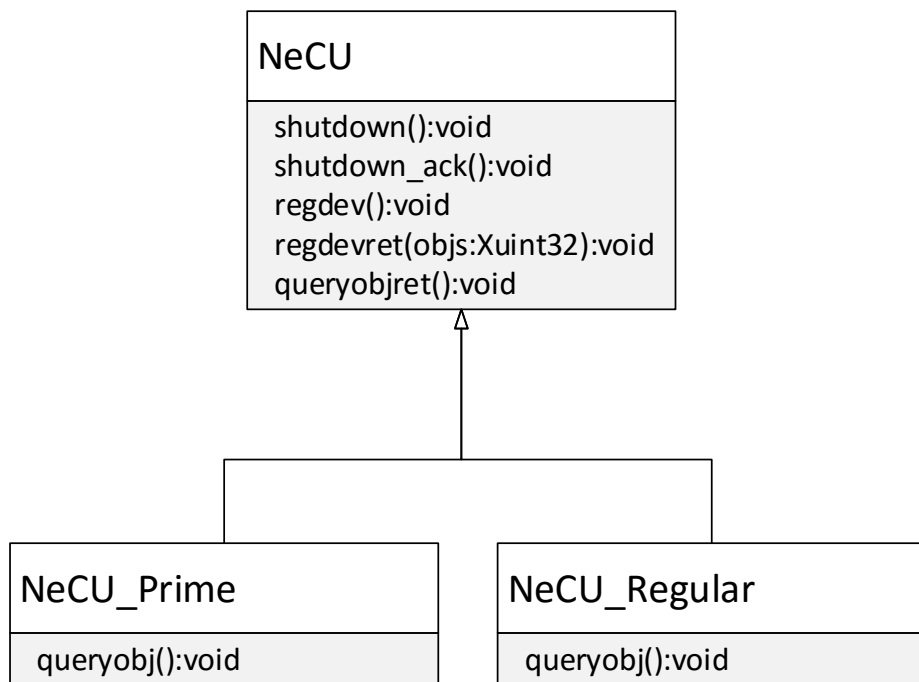 NeCU
shutdown():void
shutdown_ack():void
regdev():void
regdevret(objs:Xuint32):void
queryobjret():void
NeCU_Prime
queryobj():void
NeCU_Regular
queryobj():void